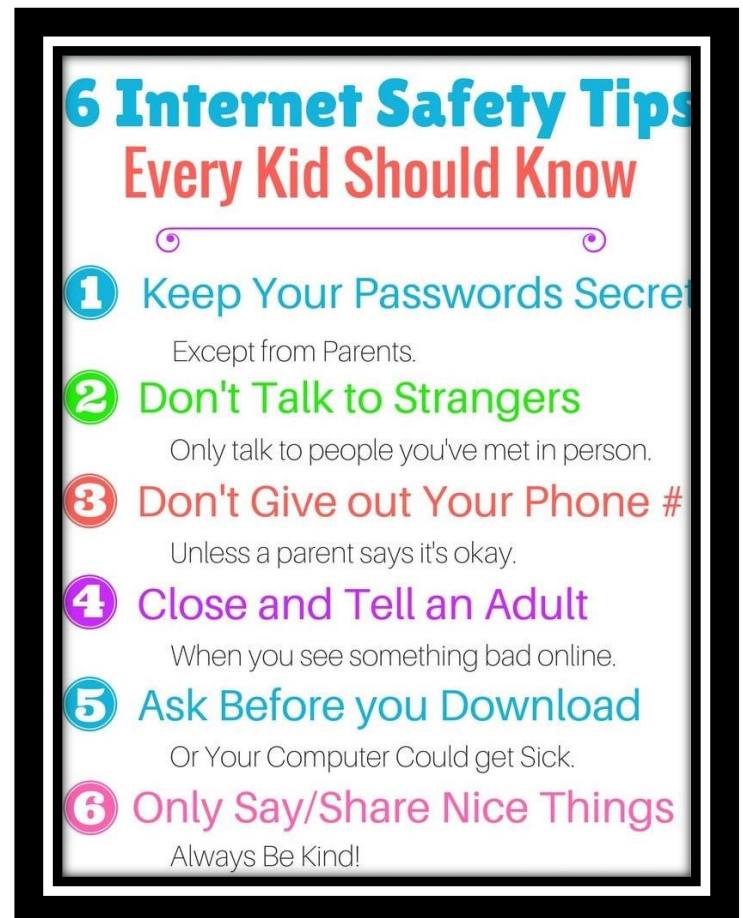 6 Internet Safety Tips
Every Kid Should Know
1 Keep Your Passwords Secret
Except from Parents.
2 Don't Talk to Strangers
Only talk to people you've met in person.
3 Don't Give out Your Phone #
Unless a parent says it's okay.
4 Close and Tell an Adult
When you see something bad online.
5 Ask Before you Download
Or Your Computer Could get Sick.
6 Only Say/Share Nice Things
Always Be Kind!